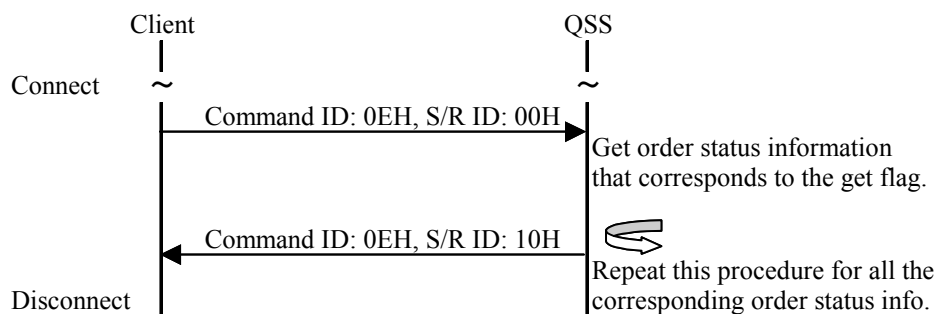 Client
QSS
Connect
~
~
Command ID: 0EH, S/R ID: 00H
Get order status information
that corresponds to the get flag.
Command ID: 0EH, S/R ID: 10H
Repeat this procedure for all the
corresponding order status info.
Disconnect